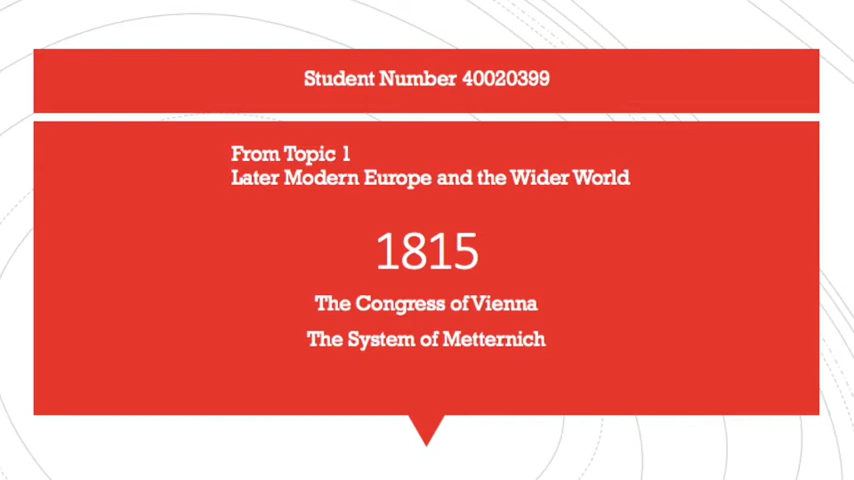 Student Number 40020399
From Topic 1
Later Modern Europe and the Wider World
1815
The Congress of Vienna
The System of Metternich